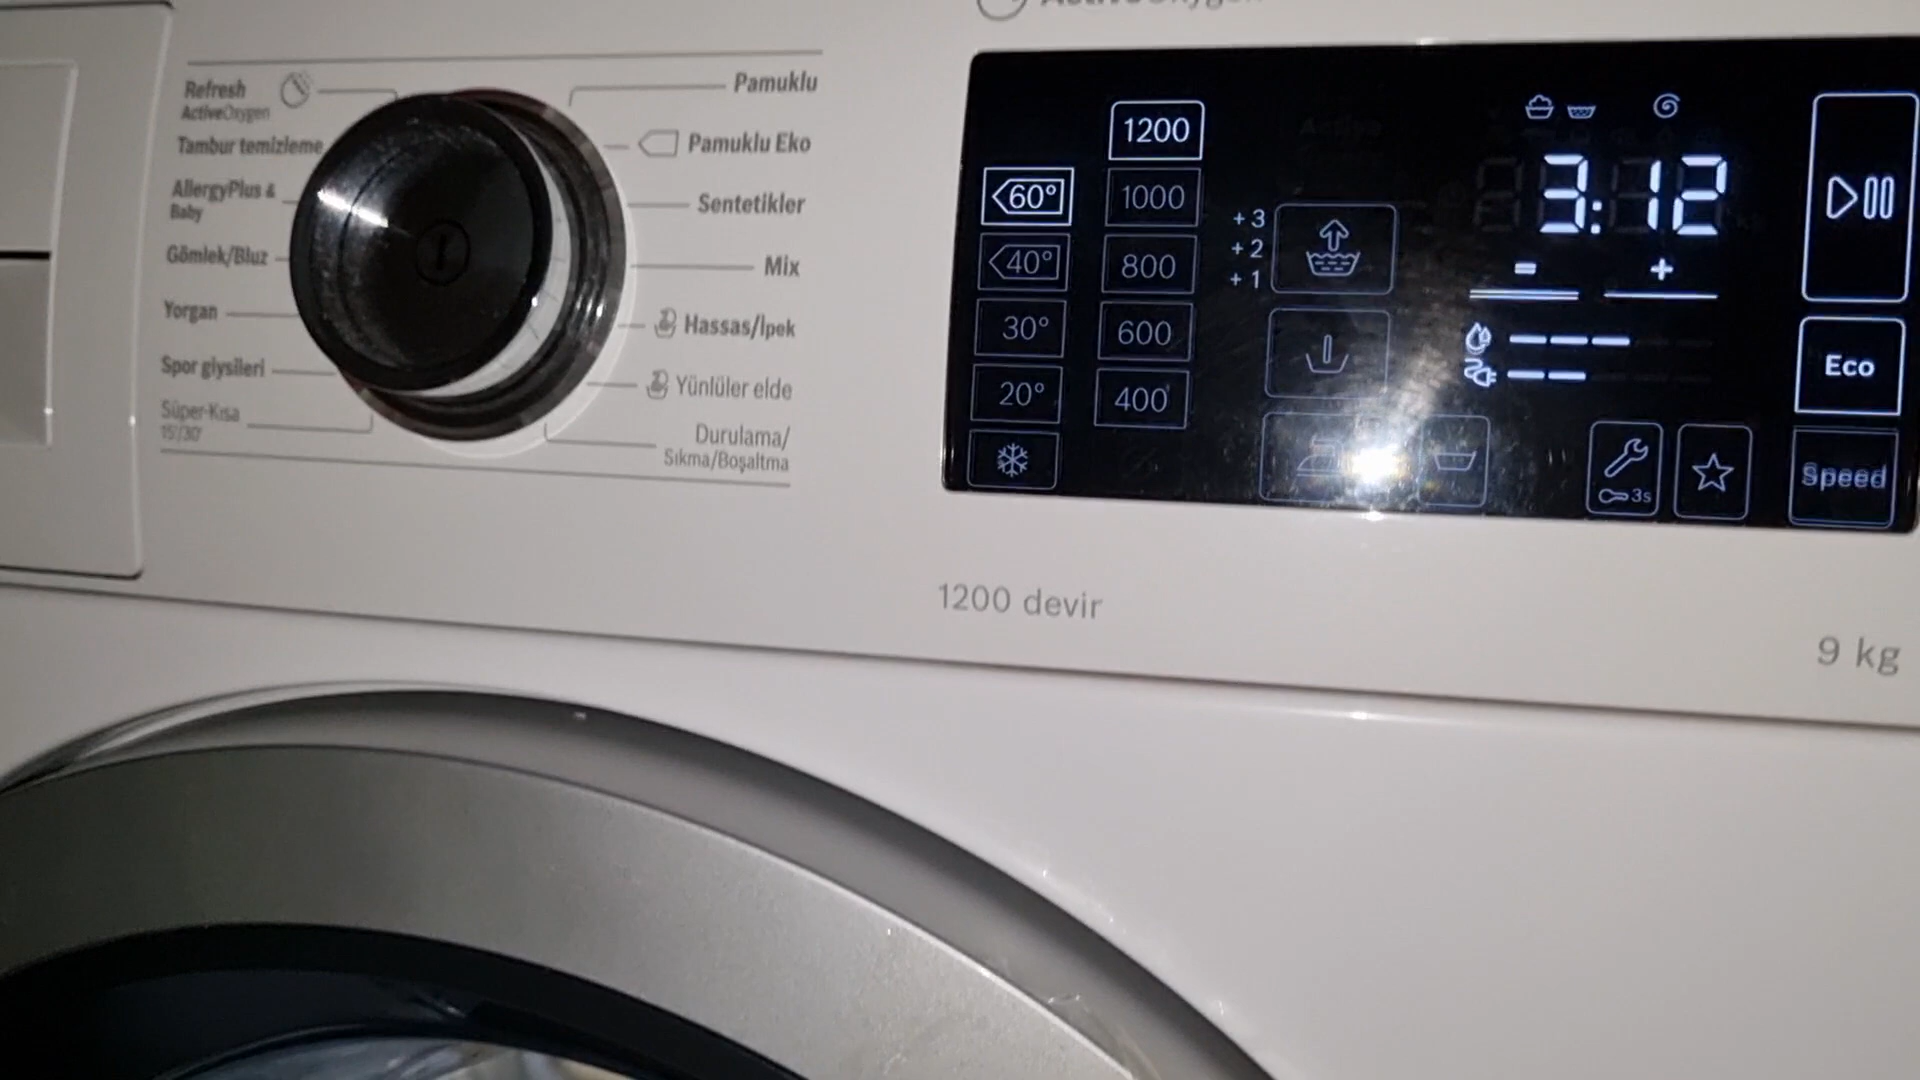 Refresh
ActiveOxygen
Tambur temizleme
AllergyPlus &
Baby
Gömlek/Bluz
Yorgan
Spor giysileri
Süper-Kısa
15'/30'
Pamuklu
Pamuklu Eko
Sentetikler
Mix
Hassas/İpek
Yünlüler elde
Durulama/
Sıkma/Boşaltma
60°
40°
30°
20°
1200
1000
800
600
400
+3
+2
+1
3:12
= +
3s
Eco
Speed
1200 devir
9 kg